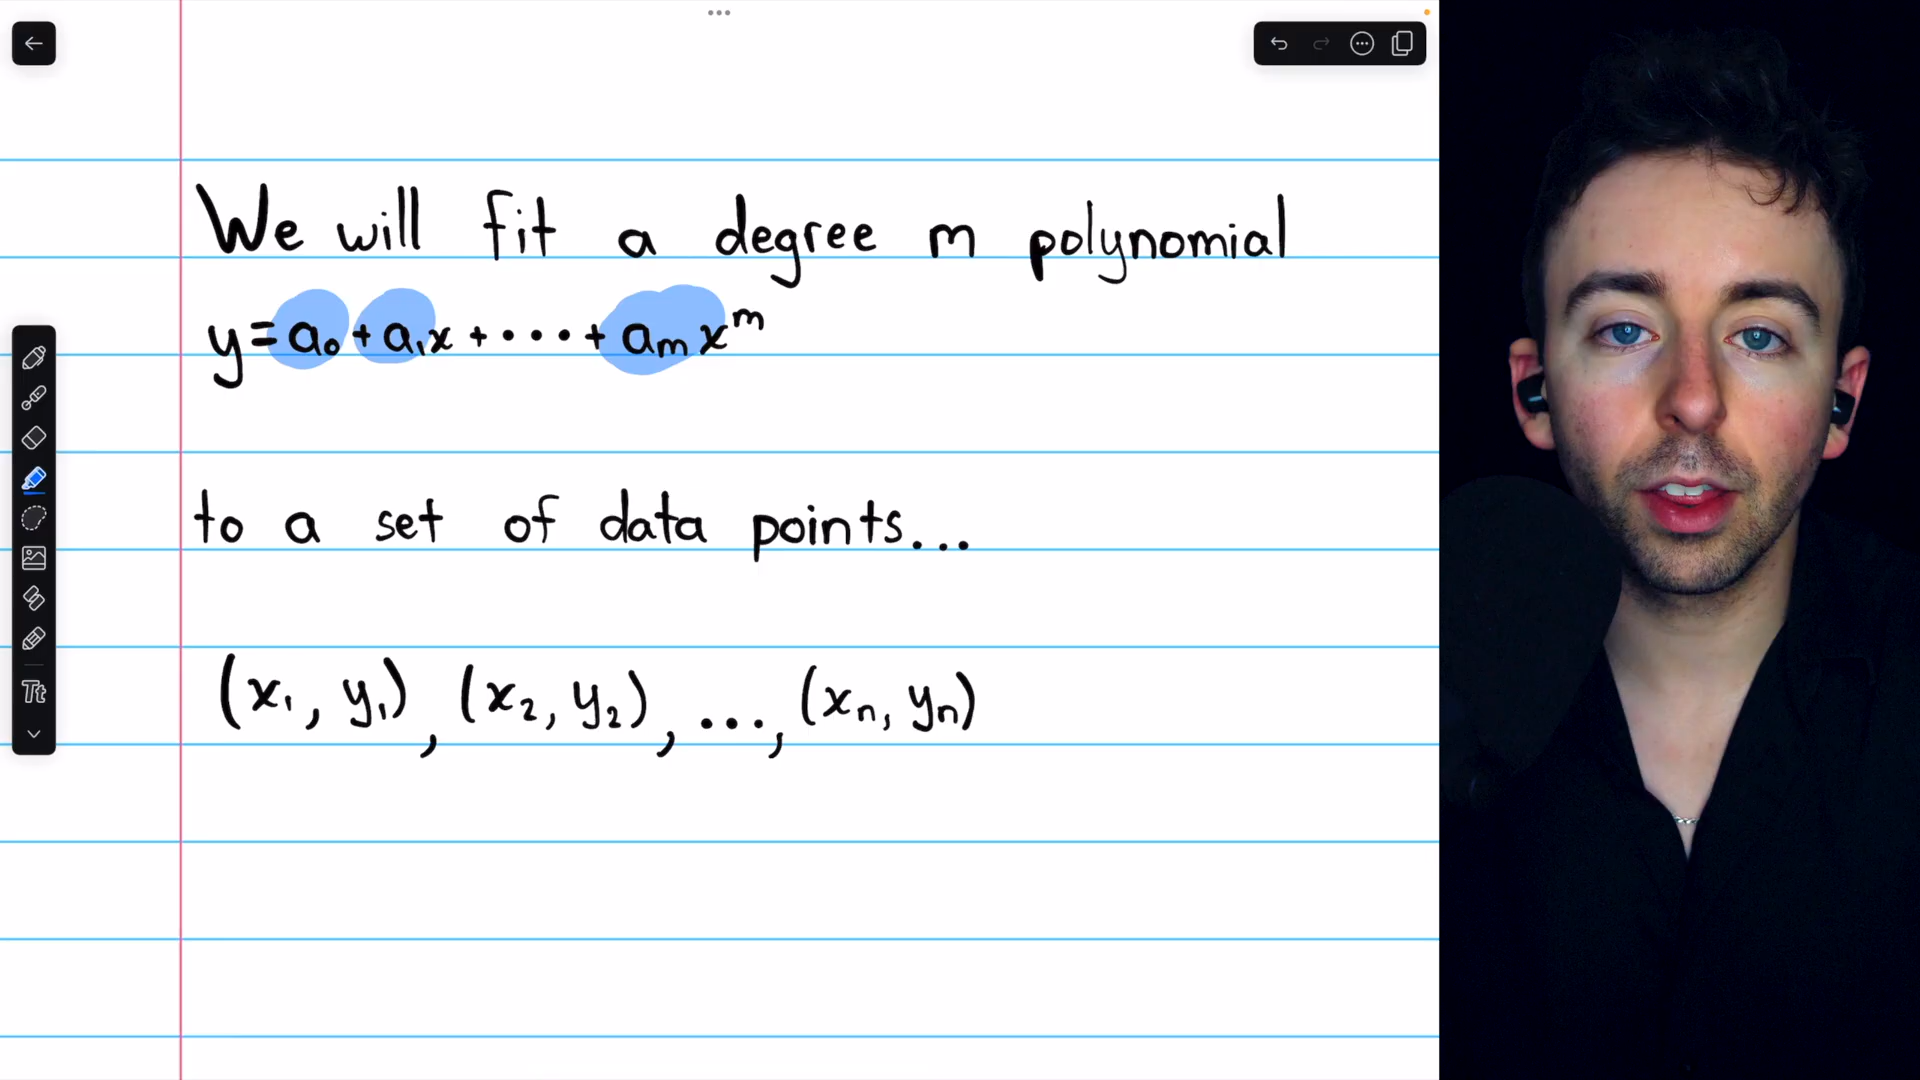 We will fit a degree m polynomial
y = a₀ + a₁x + ···· + aₘxᵐ
to a set of data points...
(x₁, y₁), (x₂, y₂), ..., (xₙ, yₙ)
Tt